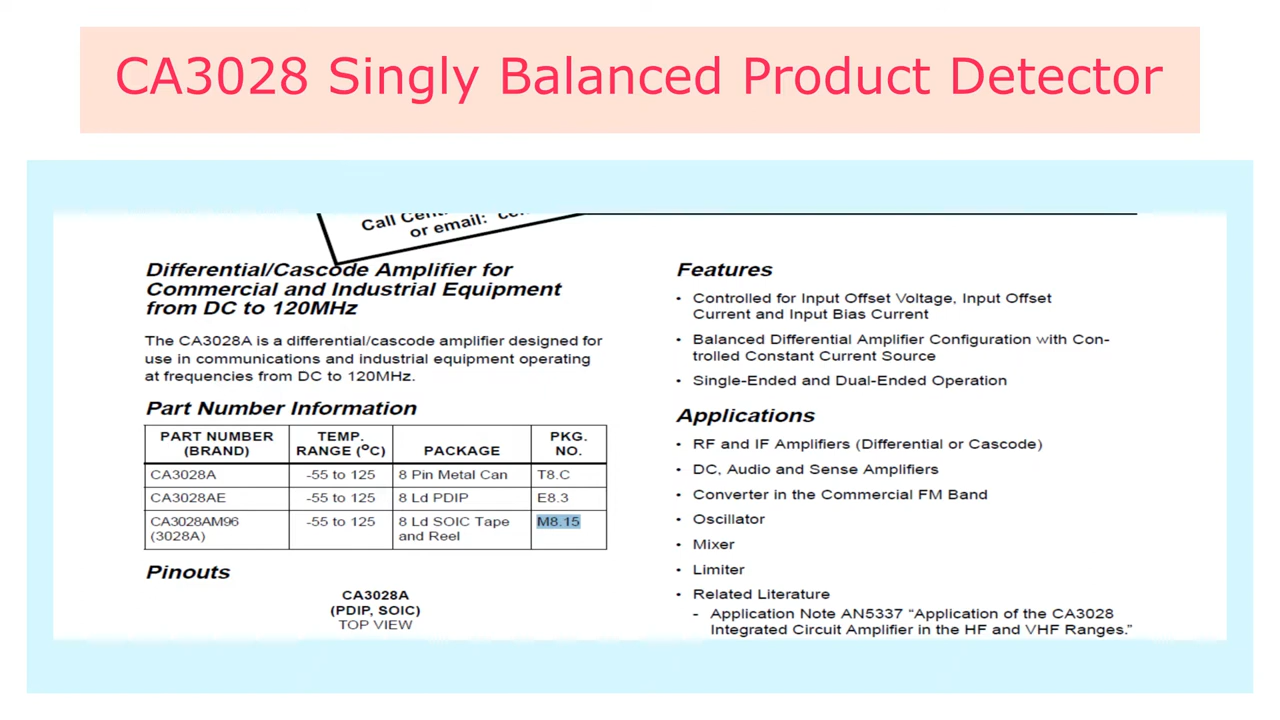 CA3028 Singly Balanced Product Detector
Call
or email:
Differential/Cascode Amplifier for
Commercial and Industrial Equipment
from DC to 120MHz
The CA3028A is a differential/cascode amplifier designed for
use in communications and industrial equipment operating
at frequencies from DC to 120MHz.
Part Number Information
PART NUMBER
(BRAND)
TEMP.
RANGE (°C)
PACKAGE
PKG.
NO.
CA3028A -55 to 125 8 Pin Metal Can T8.C
CA3028AE -55 to 125 8 Ld PDIP E8.3
CA3028AM96 -55 to 125 8 Ld SOIC Tape M8.15
(3028A) and Reel
Pinouts
CA3028A
(PDIP, SOIC)
TOP VIEW
Features
• Controlled for Input Offset Voltage, Input Offset
Current and Input Bias Current
• Balanced Differential Amplifier Configuration with Con-
trolled Constant Current Source
• Single-Ended and Dual-Ended Operation
Applications
• RF and IF Amplifiers (Differential or Cascode)
• DC, Audio and Sense Amplifiers
• Converter in the Commercial FM Band
• Oscillator
• Mixer
• Limiter
• Related Literature
- Application Note AN5337 “Application of the CA3028
Integrated Circuit Amplifier in the HF and VHF Ranges.”